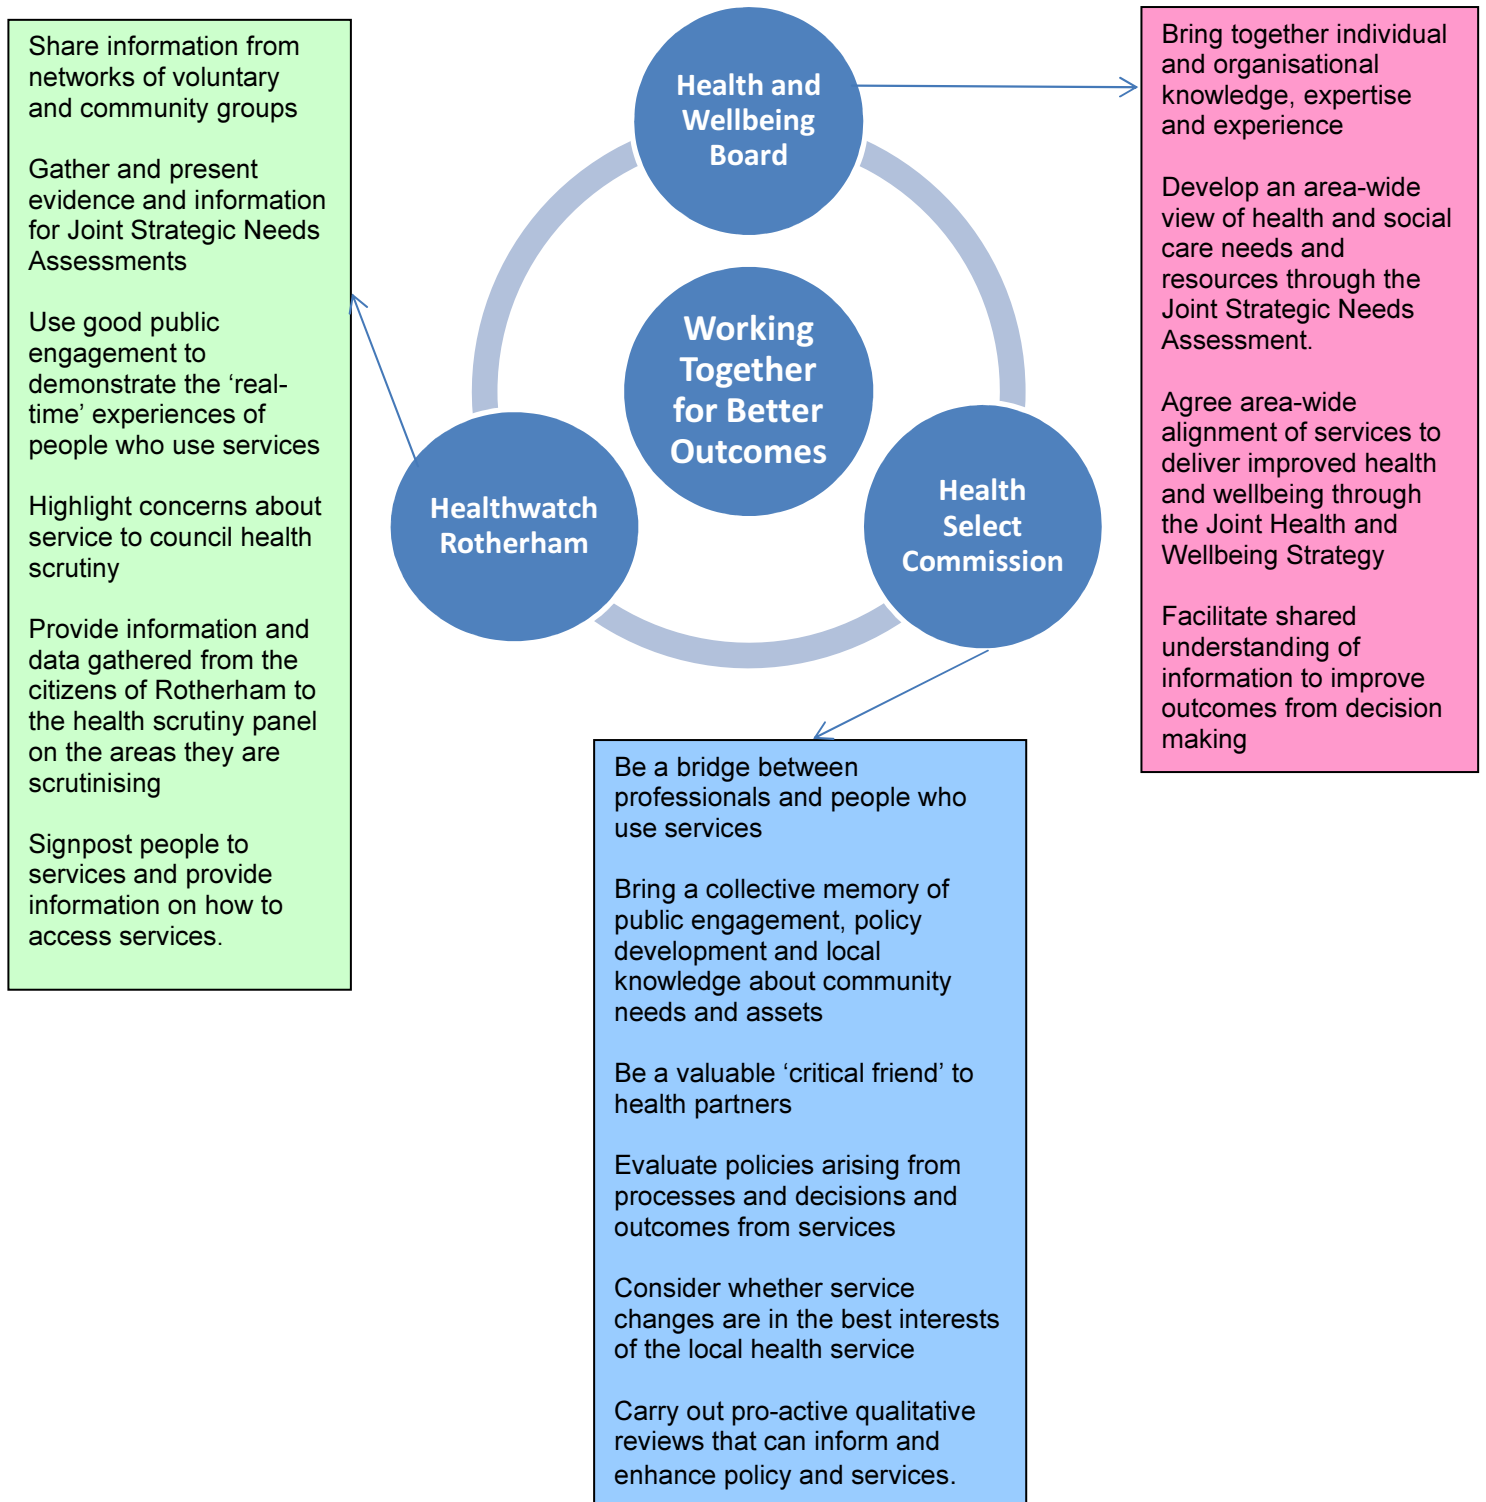 Share information from
networks of voluntary
and community groups
Gather and present
evidence and information
for Joint Strategic Needs
Assessments
Use good public
engagement to
demonstrate the ‘real-
time’ experiences of
people who use services
Highlight concerns about
service to council health
scrutiny
Provide information and
data gathered from the
citizens of Rotherham to
the health scrutiny panel
on the areas they are
scrutinising
Signpost people to
services and provide
information on how to
access services.
Health and
Wellbeing
Board
Working
Together
for Better
Outcomes
Healthwatch
Rotherham
Health
Select
Commission
Bring together individual
and organisational
knowledge, expertise
and experience
Develop an area-wide
view of health and social
care needs and
resources through the
Joint Strategic Needs
Assessment.
Agree area-wide
alignment of services to
deliver improved health
and wellbeing through
the Joint Health and
Wellbeing Strategy
Facilitate shared
understanding of
information to improve
outcomes from decision
making
Be a bridge between
professionals and people who
use services
Bring a collective memory of
public engagement, policy
development and local
knowledge about community
needs and assets
Be a valuable ‘critical friend’ to
health partners
Evaluate policies arising from
processes and decisions and
outcomes from services
Consider whether service
changes are in the best interests
of the local health service
Carry out pro-active qualitative
reviews that can inform and
enhance policy and services.